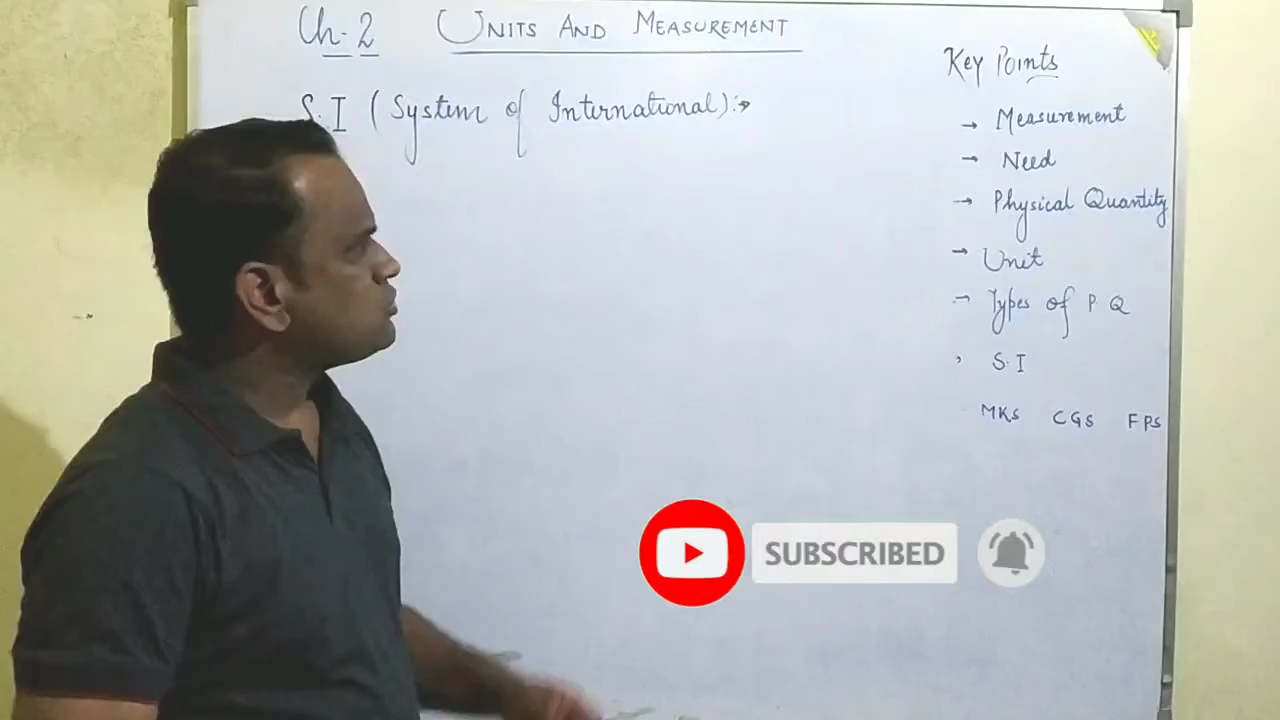 Ch-2 UNITS AND MEASUREMENT
S.I (System of International):→
Key Points
→ Measurement
→ Need
→ Physical Quantity
→ Unit
→ Types of P Q
S.I
MKS CGS FPS
SUBSCRIBED